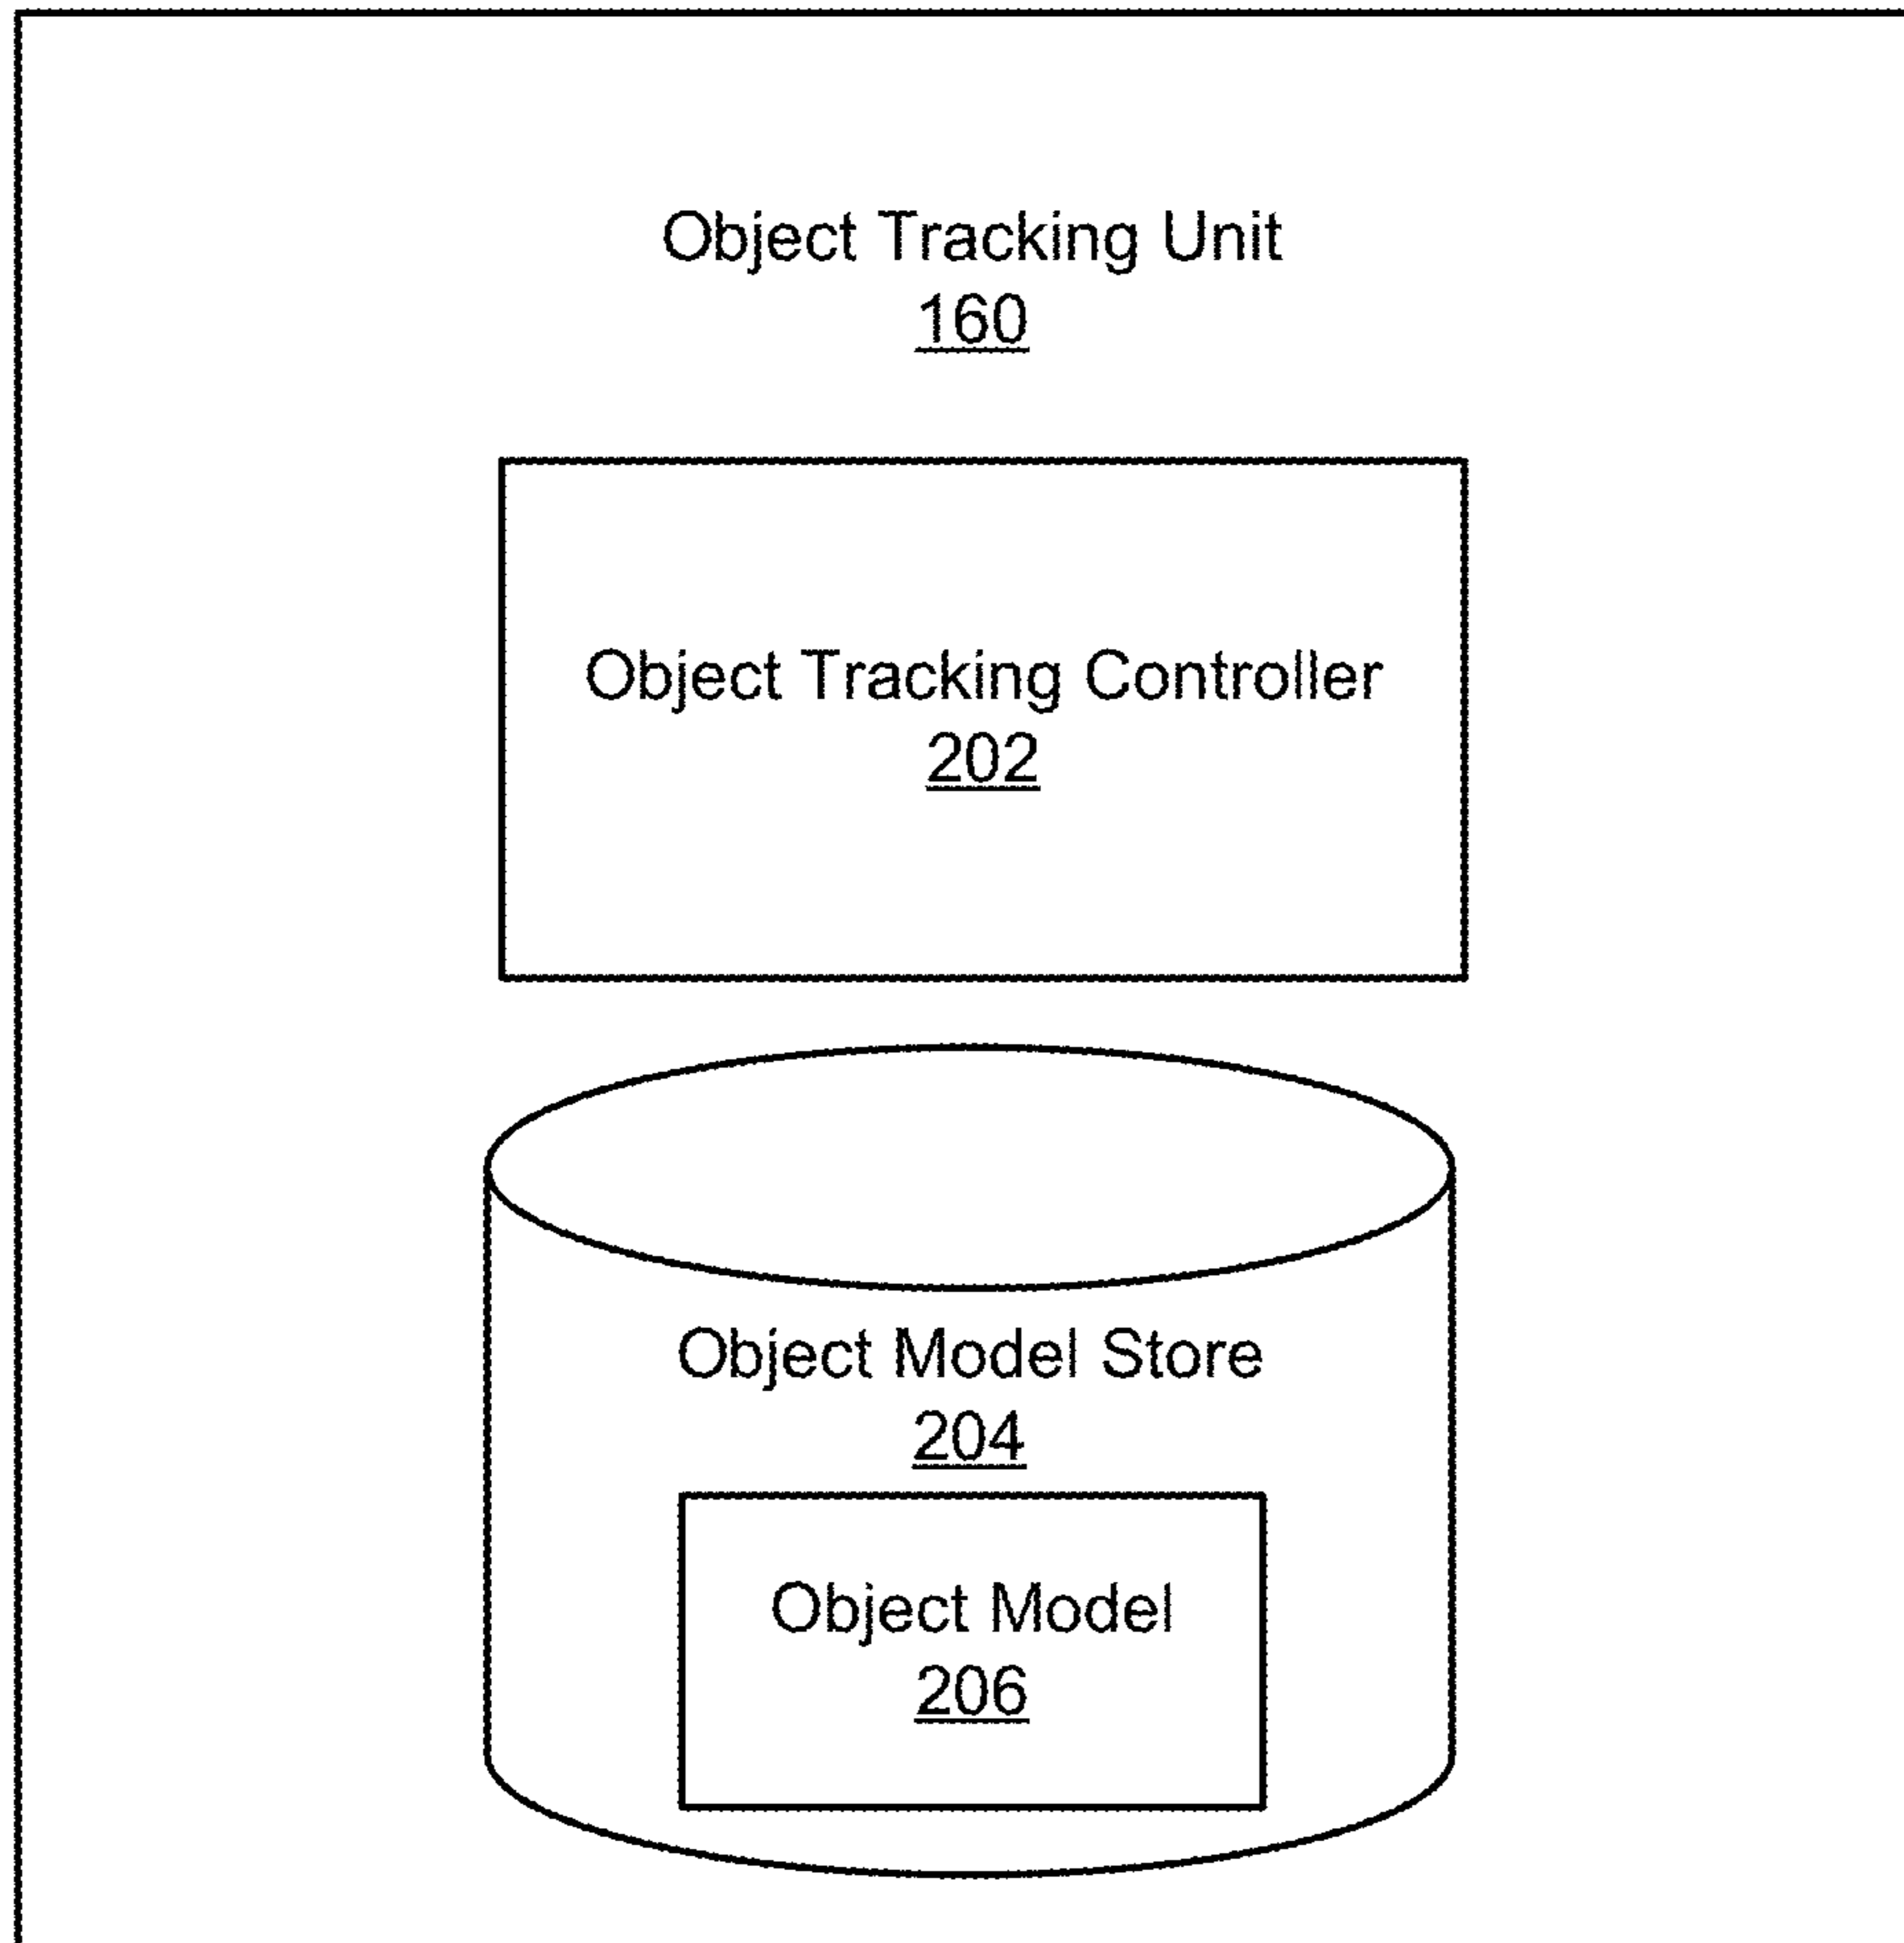 Object Tracking Unit
160
Object Tracking Controller
202
Object Model Store
204
Object Model
206